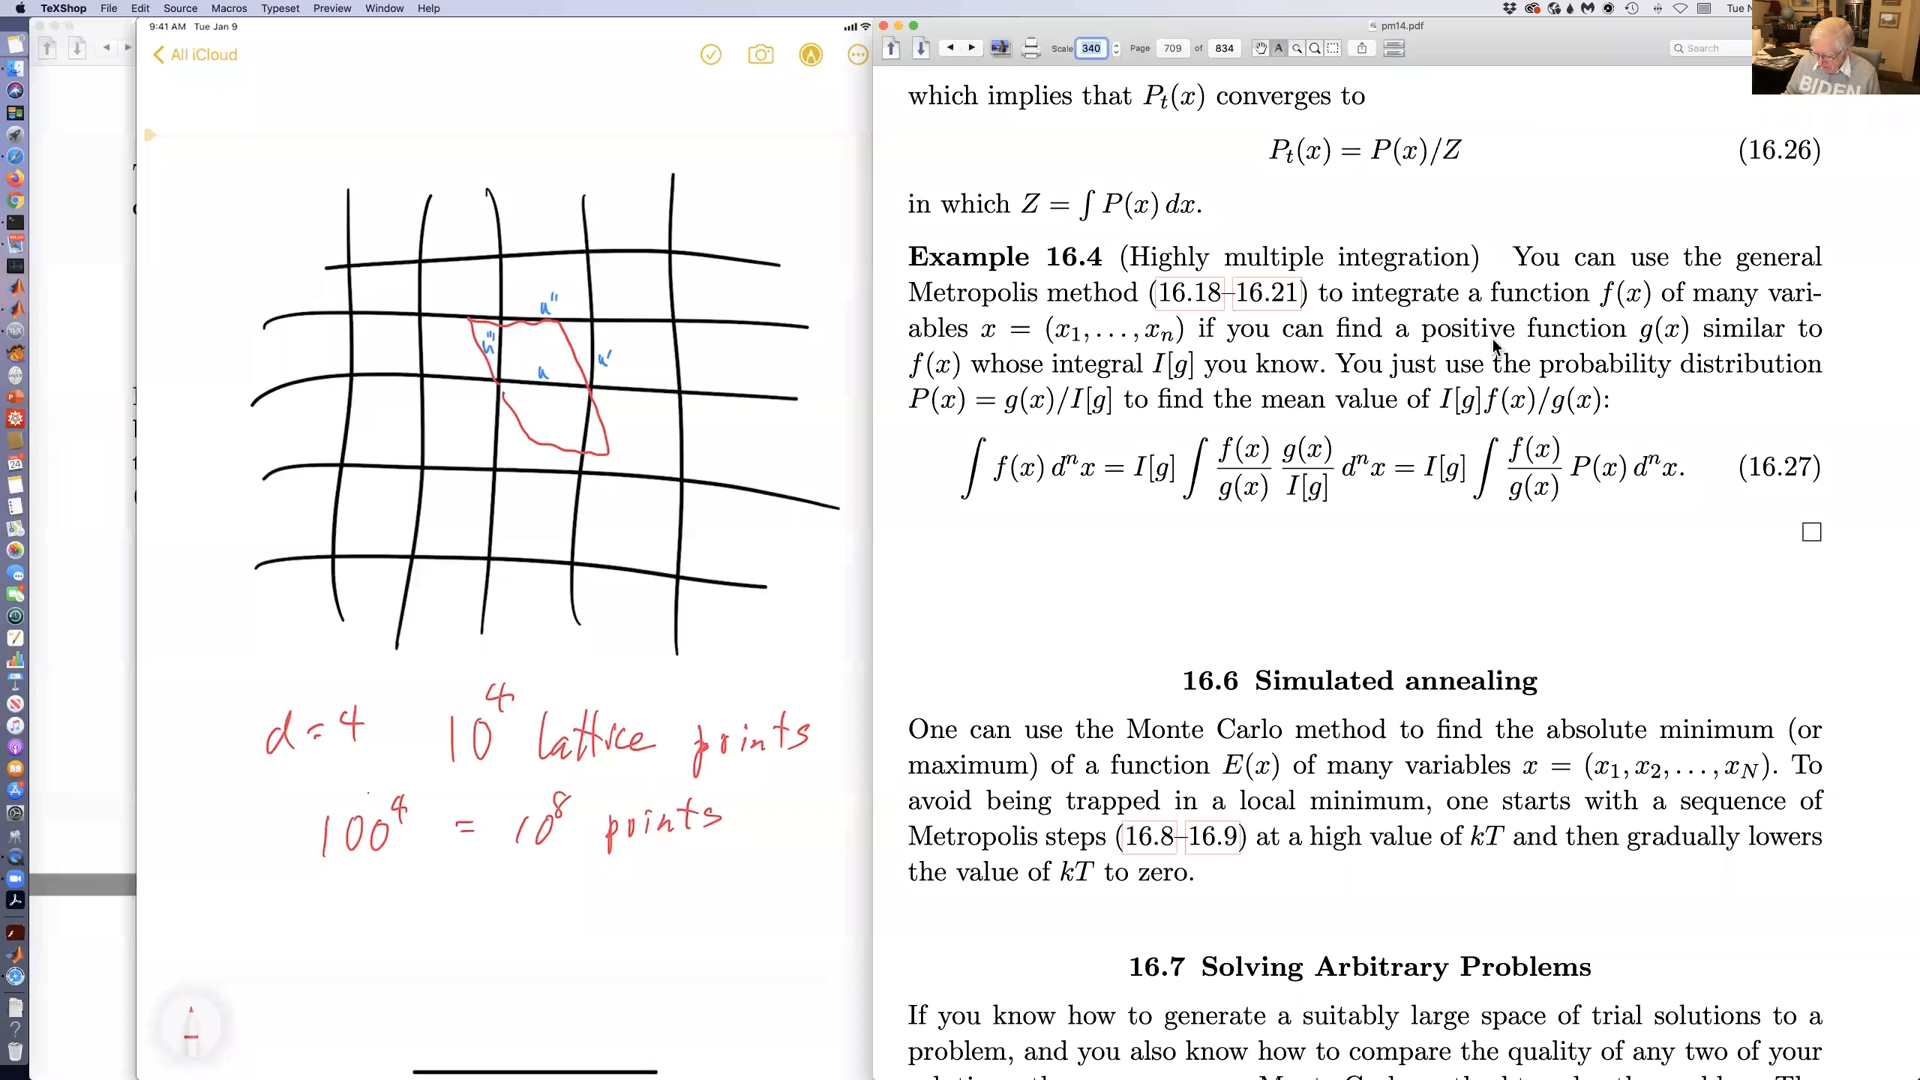 TeXShop File Edit Source Macros Typeset Preview Window Help
Tue N
9:41 AM Tue Jan 9
All iCloud
pm14.pdf
Scale 340 Page 709 of 834
Search
BIDEN
a''
a'
a
d = 4 10^4 lattice points
100^4 = 10^8 points
which implies that P_t(x) converges to
P_t(x) = P(x)/Z (16.26)
in which Z = ∫ P(x) dx.
Example 16.4 (Highly multiple integration) You can use the general
Metropolis method (16.18–16.21) to integrate a function f(x) of many vari-
ables x = (x_1, . . . , x_n) if you can find a positive function g(x) similar to
f(x) whose integral I[g] you know. You just use the probability distribution
P(x) = g(x)/I[g] to find the mean value of I[g]f(x)/g(x):
∫ f(x) d^n x = I[g] ∫ f(x)/g(x) g(x)/I[g] d^n x = I[g] ∫ f(x)/g(x) P(x) d^n x. (16.27)
16.6 Simulated annealing
One can use the Monte Carlo method to find the absolute minimum (or
maximum) of a function E(x) of many variables x = (x_1, x_2, . . . , x_N). To
avoid being trapped in a local minimum, one starts with a sequence of
Metropolis steps (16.8–16.9) at a high value of kT and then gradually lowers
the value of kT to zero.
16.7 Solving Arbitrary Problems
If you know how to generate a suitably large space of trial solutions to a
problem, and you also know how to compare the quality of any two of your